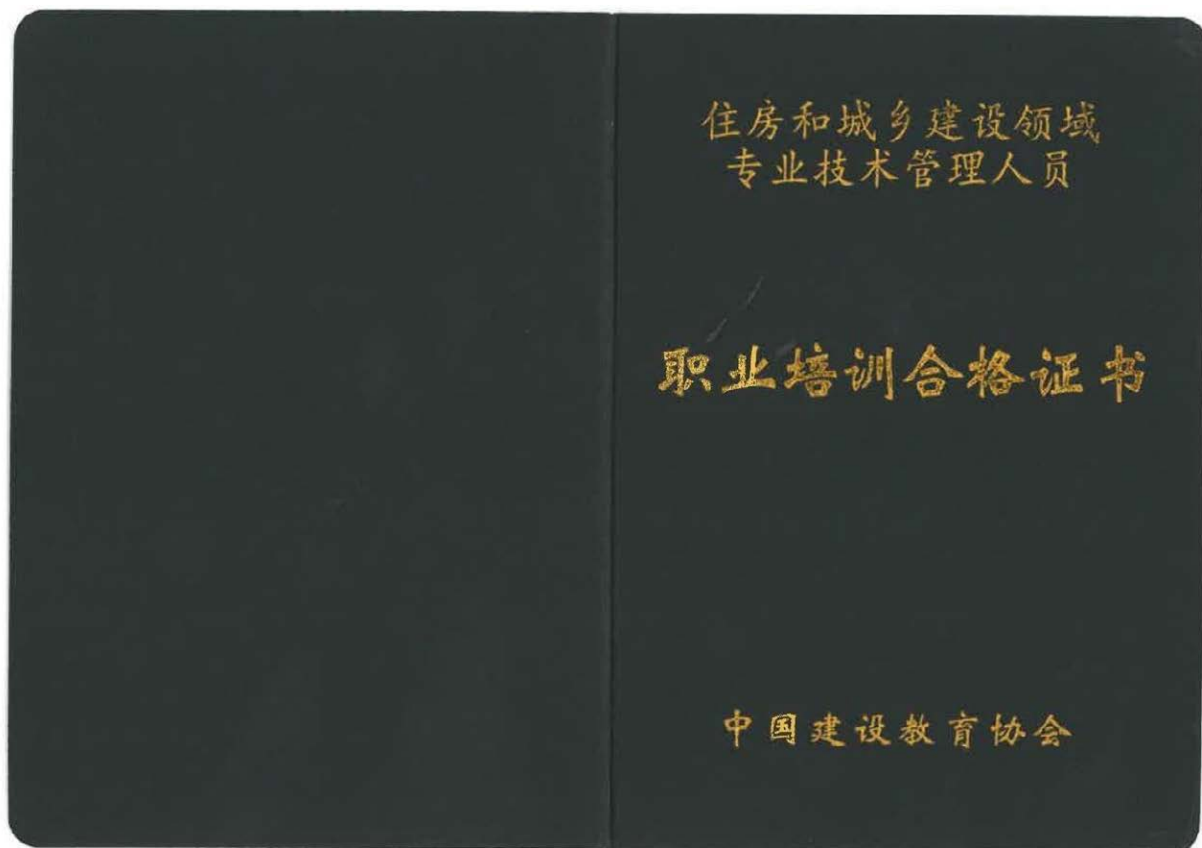 住房和城乡建设领域
专业技术管理人员
职业培训合格证书
中国建设教育协会